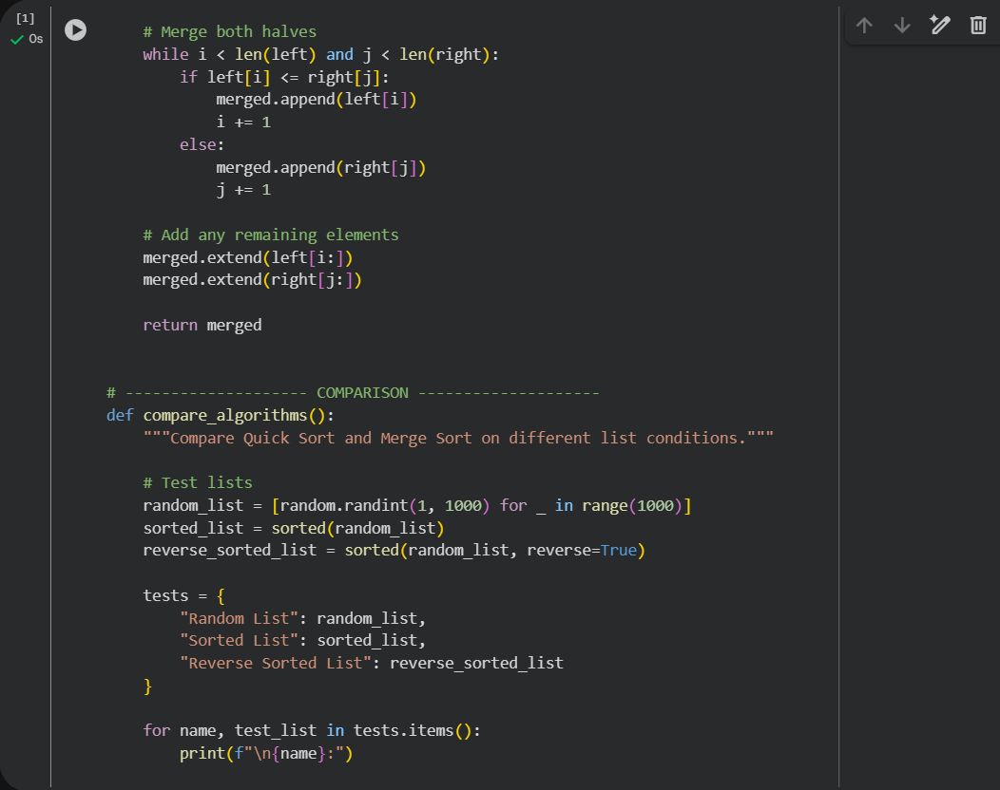 [1]
0s
# Merge both halves
while i < len(left) and j < len(right):
if left[i] <= right[j]:
merged.append(left[i])
i += 1
else:
merged.append(right[j])
j += 1
# Add any remaining elements
merged.extend(left[i:])
merged.extend(right[j:])
return merged
# -------------------- COMPARISON --------------------
def compare_algorithms():
"""Compare Quick Sort and Merge Sort on different list conditions."""
# Test lists
random_list = [random.randint(1, 1000) for _ in range(1000)]
sorted_list = sorted(random_list)
reverse_sorted_list = sorted(random_list, reverse=True)
tests = {
"Random List": random_list,
"Sorted List": sorted_list,
"Reverse Sorted List": reverse_sorted_list
}
for name, test_list in tests.items():
print(f"\n{name}:")